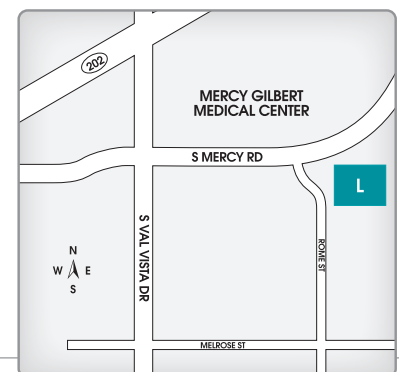 202
MERCY GILBERT
MEDICAL CENTER
S MERCY RD
L
S VAL VISTA DR
ROME ST
N
W E
S
MELROSE ST